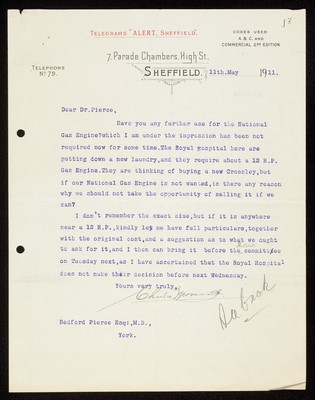 13
TELEGRAMS "ALERT, SHEFFIELD."
CODES USED
A.B.C. AND
COMMERCIAL 2ND EDITION
7, Parade Chambers, High St.,
TELEPHONE
No 79.
SHEFFIELD, 11th.May 1911.
Dear Dr.Pierce,
Have you any further use for the National
Gas Engine?which I am under the impression has been not
required now for some time.The Royal Hospital here are
putting down a new laundry,and they require about a 12 H.P.
Gas Engine.They are thinking of buying a new Crossley,but
if our National Gas Engine is not wanted,is there any reason
why we should not take the opportunity of selling it if we
can?
I don't remember the exact size,but if it is anywhere
near a 12 H.P.,kindly let me have full particulars,together
with the original cost,and a suggestion as to what we ought
to ask for it,and I then can bring it before the committee
on Tuesday next,as I have ascertained that the Royal Hospital
does not make their decision before next Wednesday.
Yours very truly,
Charles
Bedford Pierce Esq:,M.D.,
York.